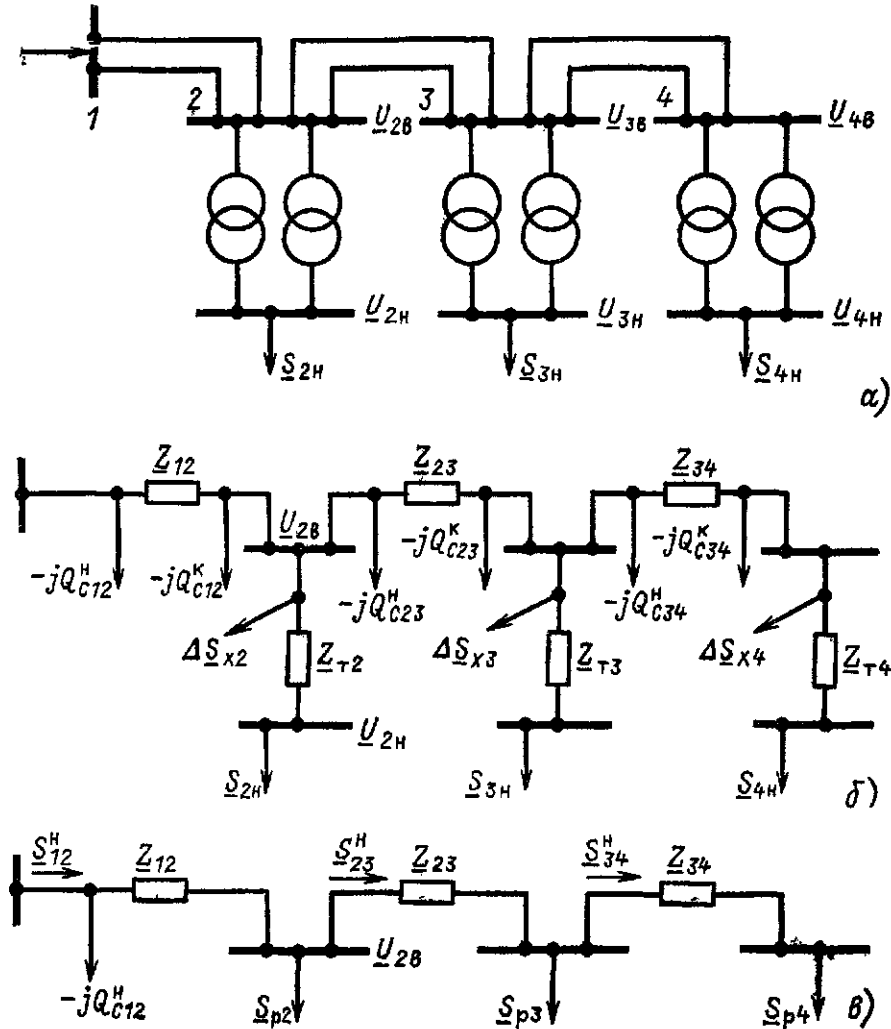 1
2
3
4
U2в
U3в
U4в
U2н
U3н
U4н
S2н
S3н
S4н
а)
Z12
Z23
Z34
U2в
-jQнC12
-jQкC12
-jQкC23
-jQнC23
-jQкC34
-jQнC34
ΔSx2
ΔSx3
ΔSx4
Zт2
Zт3
Zт4
U2н
S2н
S3н
S4н
б)
Sн12
Z12
Sн23
Z23
Sн34
Z34
U2в
-jQнC12
Sр2
Sр3
Sр4
в)